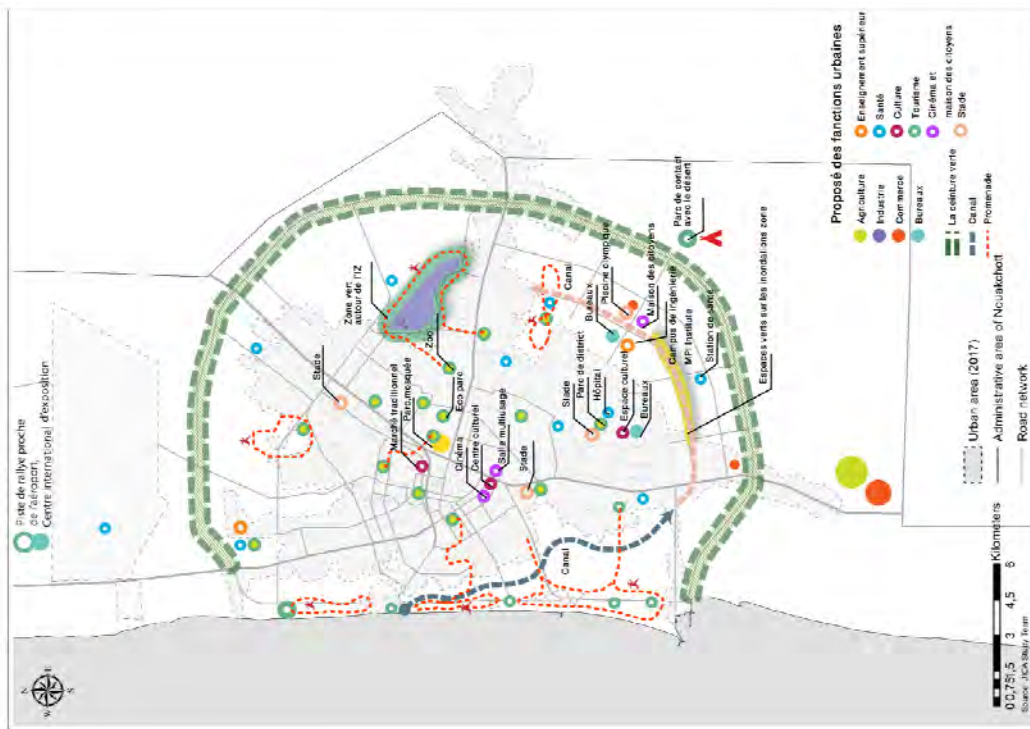 Piste de rallye proche
de l'aéroport,
Centre international d'exposition
N
W
E
S
Stade
Zone vert
autour de l'IZ
Marché traditionnel
Parc,mosquée
Zoo
Eco parc
Cinéma
Centre culturel
Salle multiusage
Stade
Canal
Stade
Parc de district
Hôpital
Espace culturel
Bureaux
Canal
Bureaux
Piscine olympique
Maison des citoyens
Campus de ingénierie
MPI Institute
Station de santé
Espaces verts sur les inondations zone
Parc de contact
avec le désert
Proposé des fanctions urbaines
Agriculture
Industrie
Commerce
Bureaux
Enseignement supérieur
Santé
Culture
Tourisme
Cinéma et
maison des citoyens
Stade
La ceinture verte
Canal
Promenade
Urban area (2017)
Administrative area of Nouakchott
Road network
0 0,75 1,5 3 4,5 6
Kilometers
Source: JICA Study Team